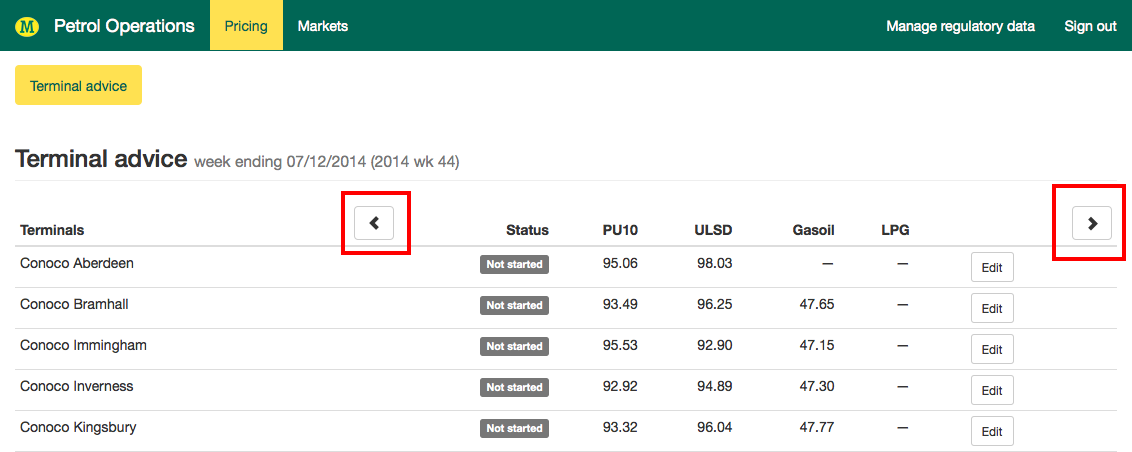 M Petrol Operations Pricing Markets Manage regulatory data Sign out
Terminal advice
Terminal advice week ending 07/12/2014 (2014 wk 44)
Terminals Status PU10 ULSD Gasoil LPG
Conoco Aberdeen Not started 95.06 98.03 — — Edit
Conoco Bramhall Not started 93.49 96.25 47.65 — Edit
Conoco Immingham Not started 95.53 92.90 47.15 — Edit
Conoco Inverness Not started 92.92 94.89 47.30 — Edit
Conoco Kingsbury Not started 93.32 96.04 47.77 — Edit